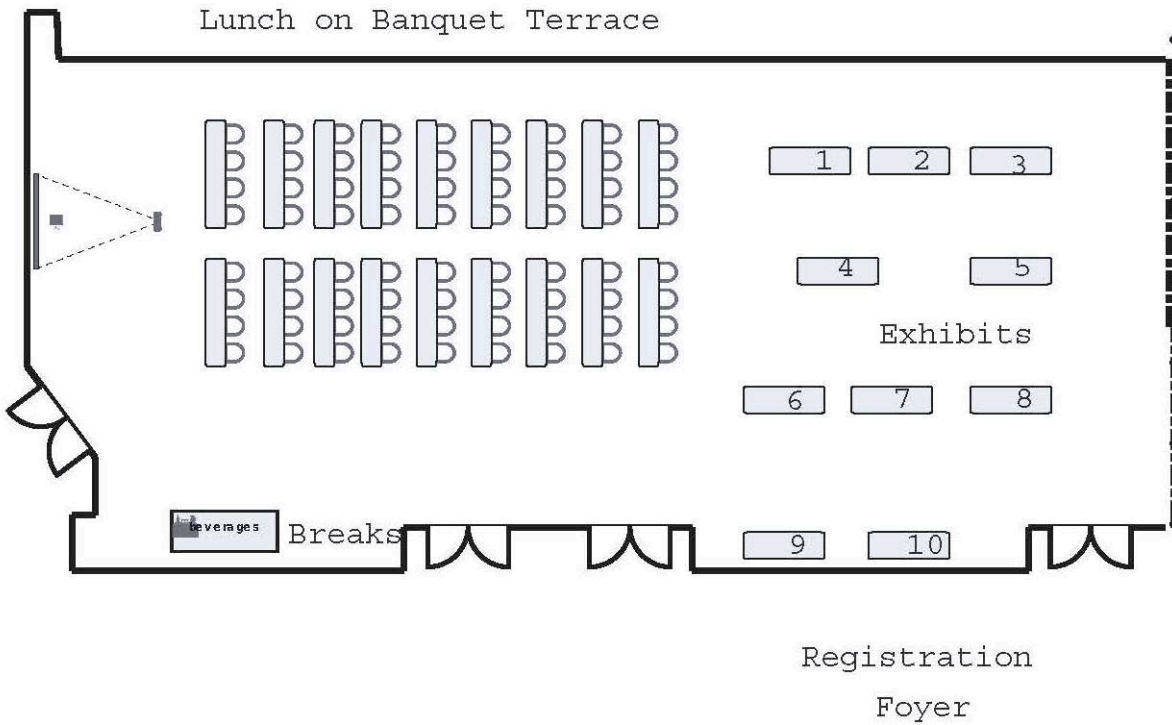 Lunch on Banquet Terrace
1 2 3
4 5
Exhibits
6 7 8
beverages
Breaks
9 10
Registration
Foyer